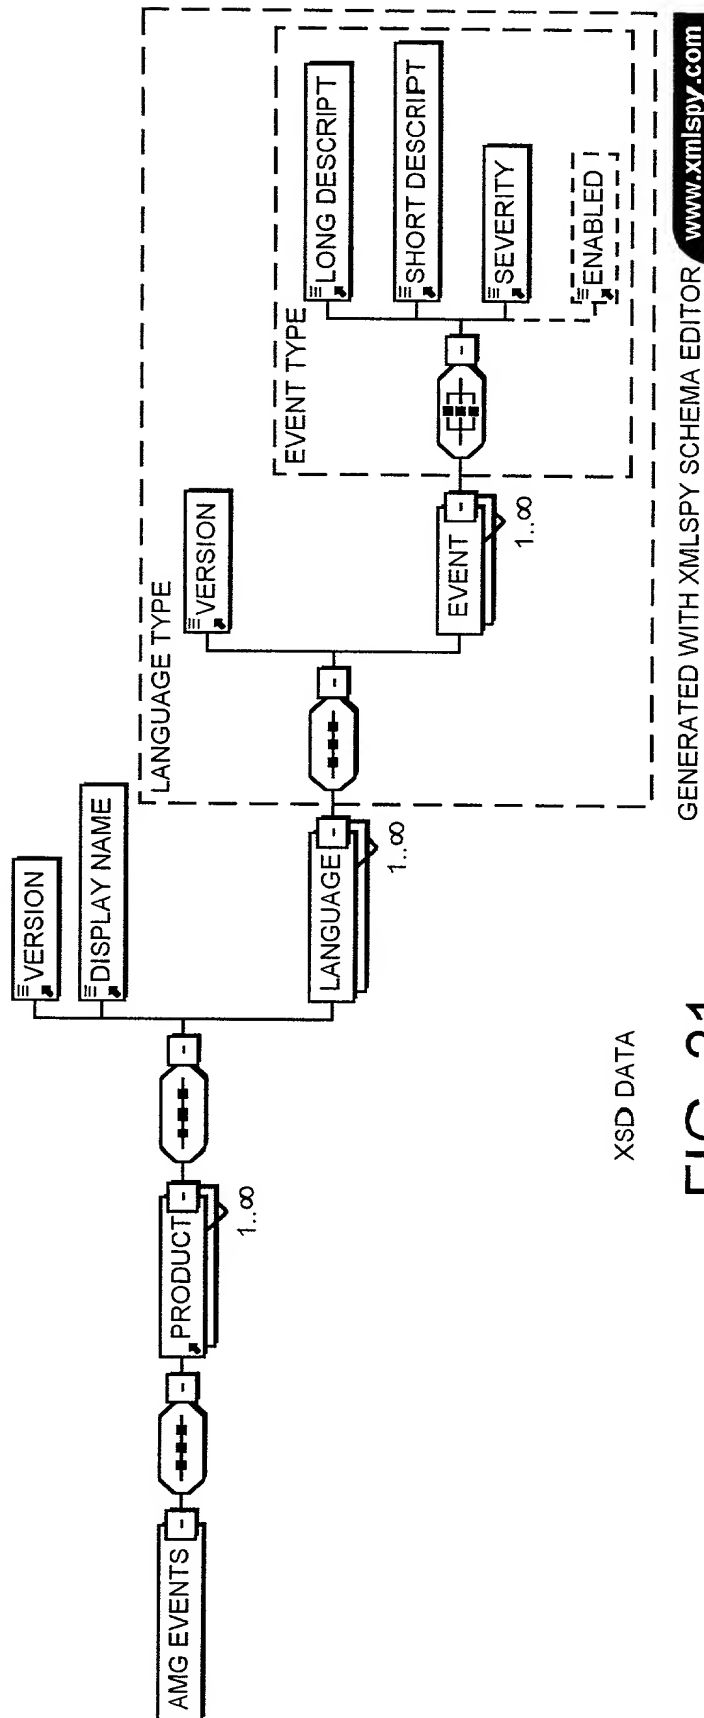 AMG EVENTS
PRODUCT
1..∞
VERSION
DISPLAY NAME
LANGUAGE
1..∞
LANGUAGE TYPE
VERSION
EVENT
1..∞
EVENT TYPE
LONG DESCRIPT
SHORT DESCRIPT
SEVERITY
ENABLED
XSD DATA
GENERATED WITH XMLSPY SCHEMA EDITOR www.xmlspy.com
FIG. 21